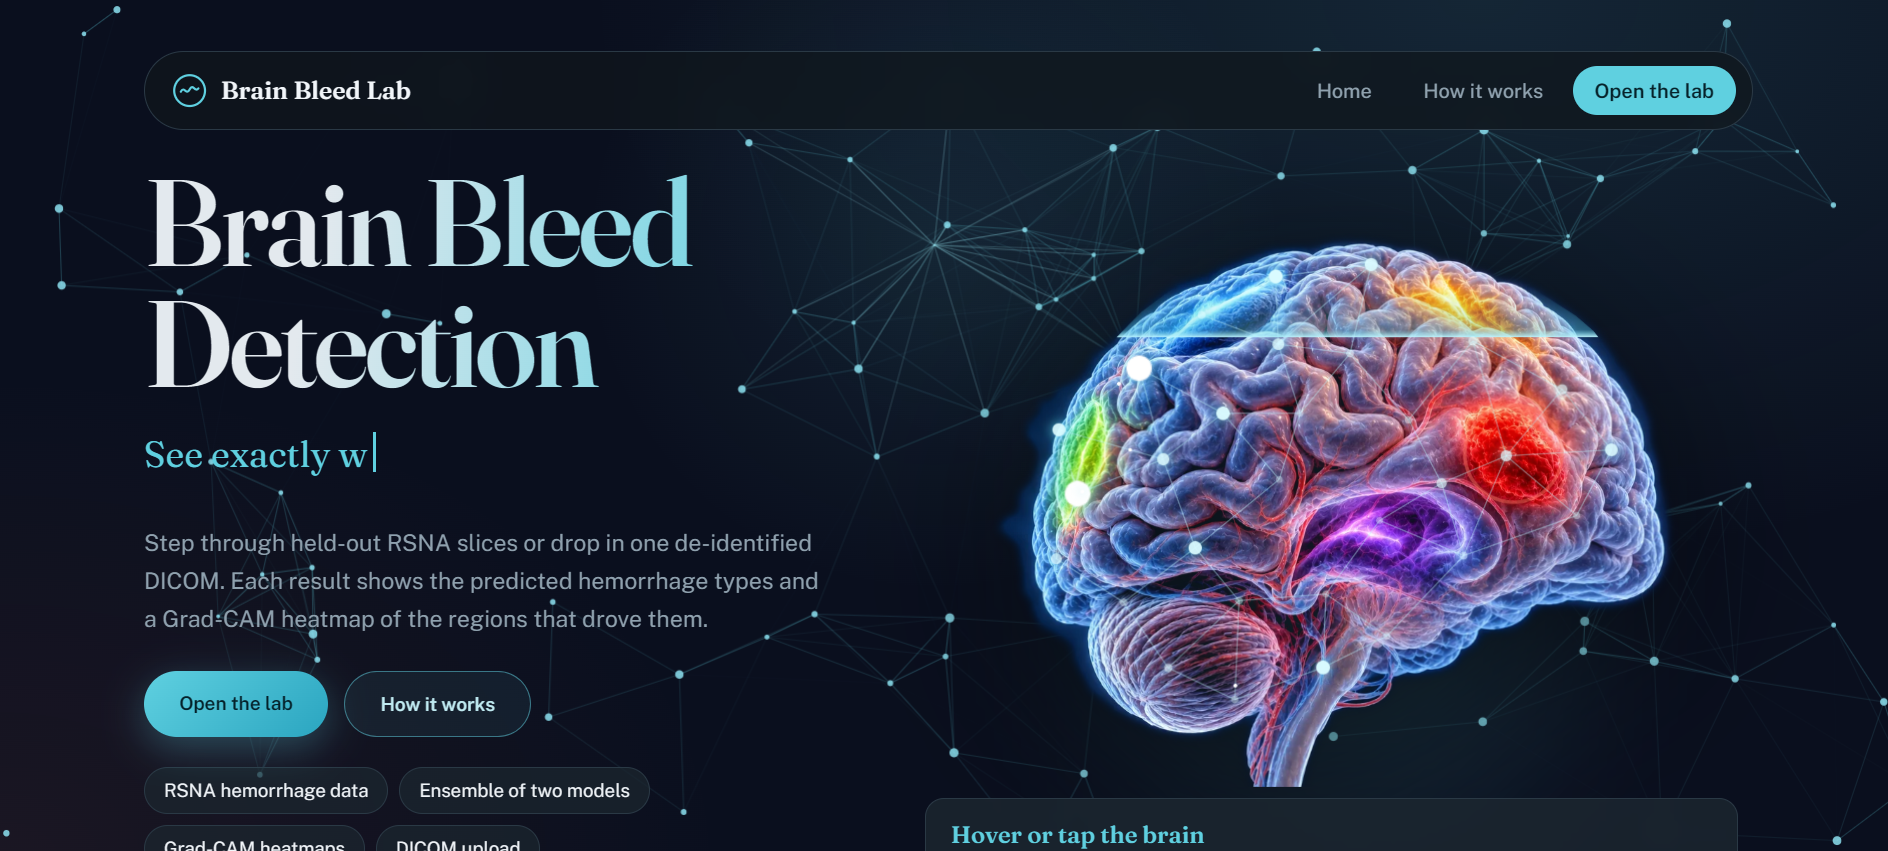 Brain Bleed Lab
Home
How it works
Open the lab
Brain Bleed
Detection
See exactly w
Step through held-out RSNA slices or drop in one de-identified
DICOM. Each result shows the predicted hemorrhage types and
a Grad-CAM heatmap of the regions that drove them.
Open the lab
How it works
RSNA hemorrhage data
Ensemble of two models
Grad-CAM heatmaps
DICOM upload
Hover or tap the brain